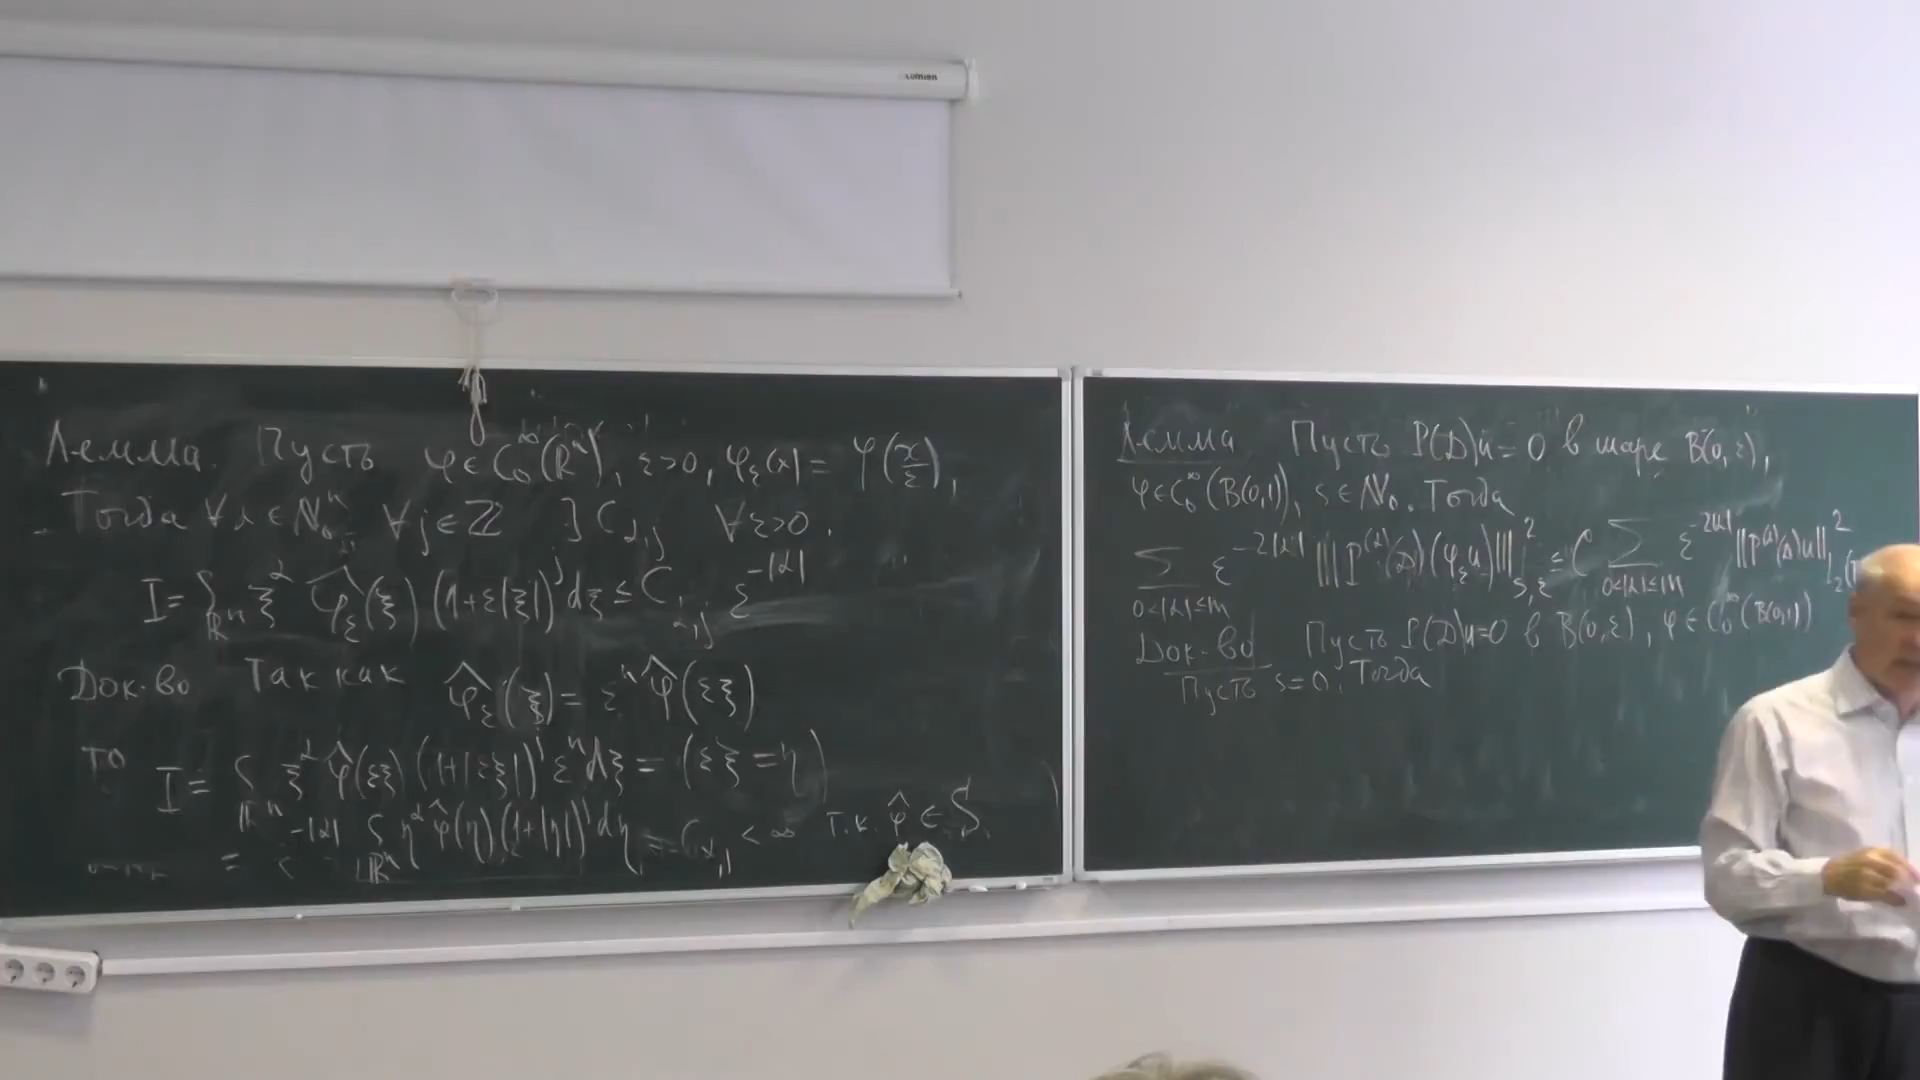 Lumien
Лемма. Пусть φ∈C₀^∞(ℝⁿ), ε>0, φ_ε(x)= φ(x/ε),
Тогда ∀α∈ℕ₀ⁿ ∀j∈ℤ ∃C_{α,j} ∀ε>0.
I= ∫_{ℝⁿ} ξ^α φ̂_ε(ξ) (1+ε|ξ|)^j dξ ≤ C_{α,j} ε^{-|α|}
Док-во Так как φ̂_ε(ξ)= εⁿ φ̂(εξ)
то I= ∫_{ℝⁿ} ξ^α φ̂(εξ) (1+|εξ|)^j εⁿ dξ = (εξ=η)
= ε^{-|α|} ∫_{ℝⁿ} η^α φ̂(η)(1+|η|)^j dη = C_{α,j} < ∞ т.к. φ̂ ∈ S.
Лемма Пусть P(D)u=0 в шаре B(0,ε),
φ∈C₀^∞(B(0,1)), s∈ℕ₀. Тогда
∑_{0<|α|≤m} ε^{-2|α|} |||P^{(α)}(D)(φ_ε u)|||²_{s,ε} ≤ C ∑_{0<|α|≤m} ε^{-2|α|} ||P^{(α)}(D)u||²_{L₂(
Док-во Пусть P(D)u=0 в B(0,ε), φ∈C₀^∞(B(0,1))
Пусть s=0. Тогда